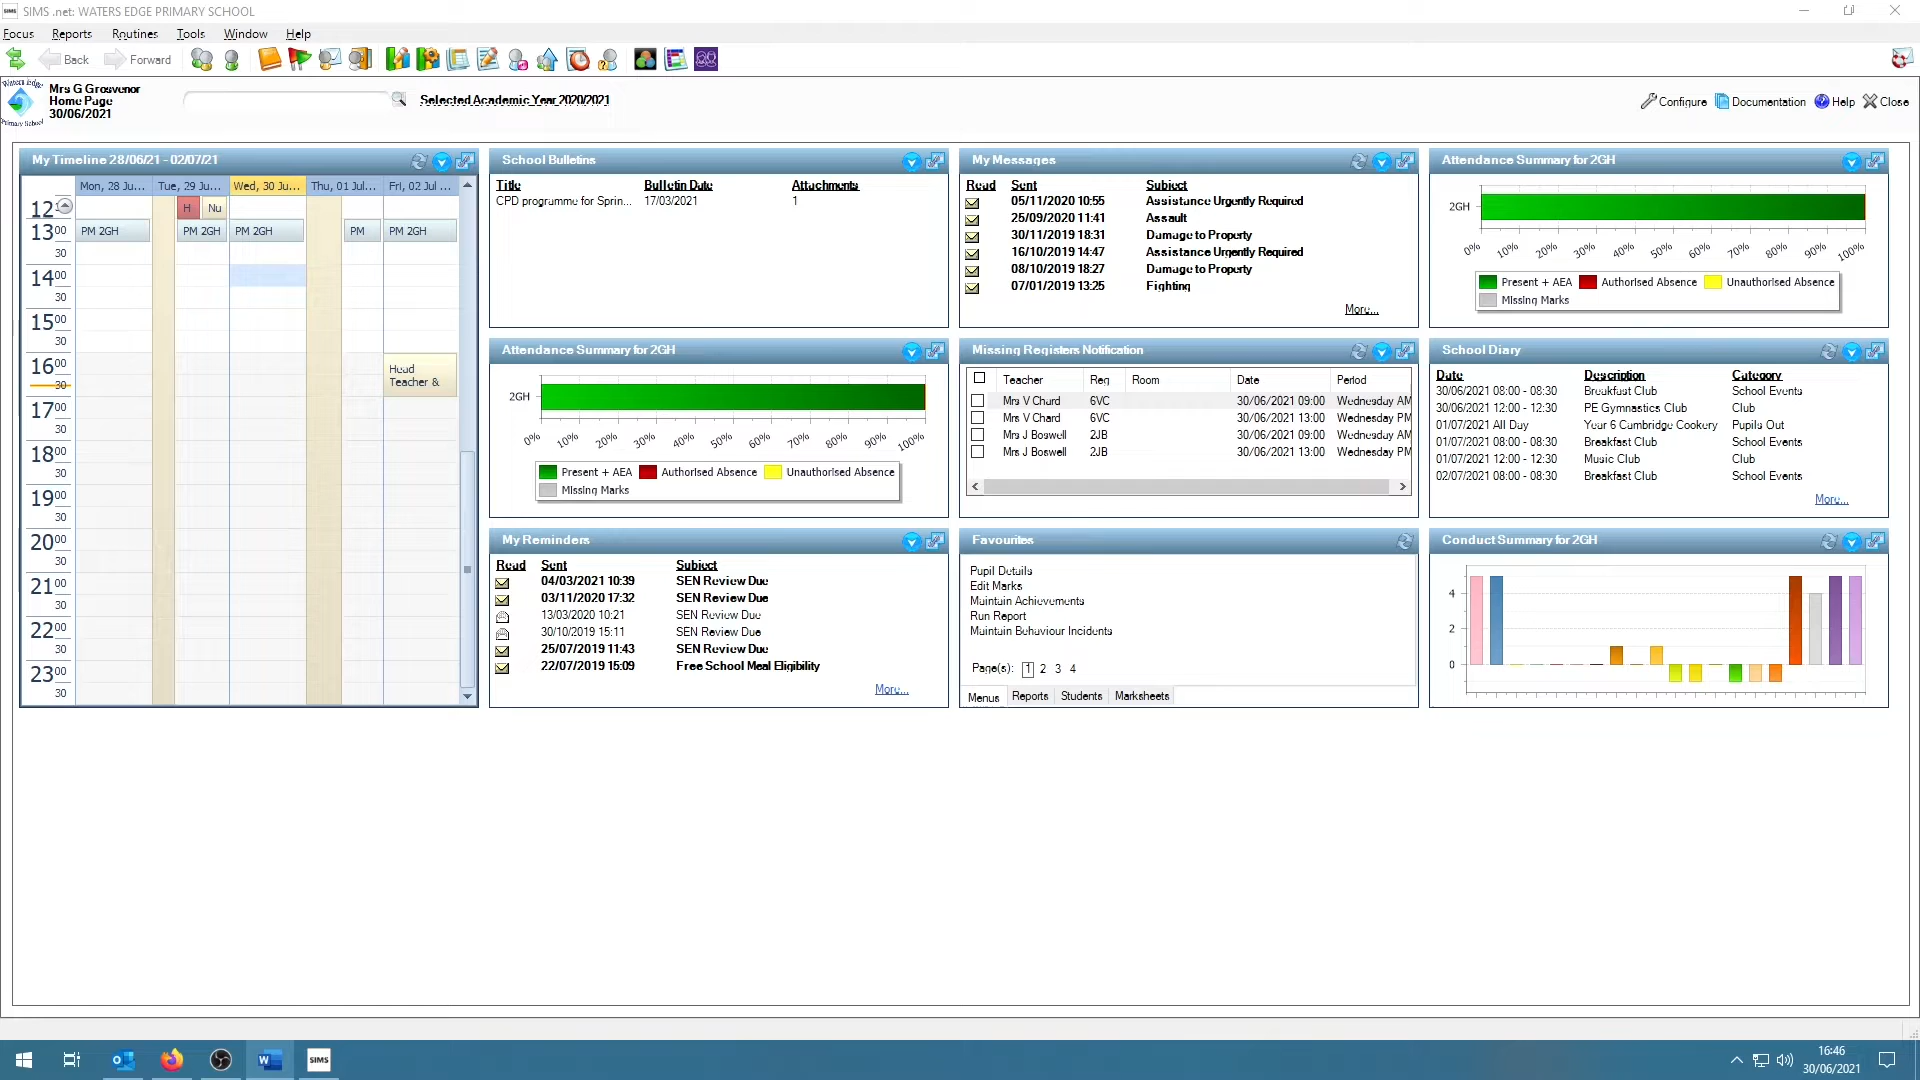 SIMS .net: WATERS EDGE PRIMARY SCHOOL
Focus Reports Routines Tools Window Help
Back Forward
Waters Edge
Primary School
Mrs G Grosvenor
Home Page
30/06/2021
Selected Academic Year 2020/2021
Configure Documentation Help Close
My Timeline 28/06/21 - 02/07/21
Mon, 28 Ju... Tue, 29 Ju... Wed, 30 Ju... Thu, 01 Jul... Fri, 02 Jul ...
12
H Nu
13 00 PM 2GH PM 2GH PM 2GH PM PM 2GH
30
14 00
30
15 00
30
16 00
Head
Teacher &
30
17 00
30
18 00
30
19 00
30
20 00
30
21 00
30
22 00
30
23 00
30
School Bulletins
Title Bulletin Date Attachments
CPD programme for Sprin... 17/03/2021 1
My Messages
Read Sent Subject
05/11/2020 10:55 Assistance Urgently Required
25/09/2020 11:41 Assault
30/11/2019 18:31 Damage to Property
16/10/2019 14:47 Assistance Urgently Required
08/10/2019 18:27 Damage to Property
07/01/2019 13:25 Fighting
More...
Attendance Summary for 2GH
2GH
0% 10% 20% 30% 40% 50% 60% 70% 80% 90% 100%
Present + AEA Authorised Absence Unauthorised Absence
Missing Marks
Attendance Summary for 2GH
2GH
0% 10% 20% 30% 40% 50% 60% 70% 80% 90% 100%
Present + AEA Authorised Absence Unauthorised Absence
Missing Marks
Missing Registers Notification
Teacher Reg Room Date Period
Mrs V Chard 6VC 30/06/2021 09:00 Wednesday AM
Mrs V Chard 6VC 30/06/2021 13:00 Wednesday PM
Mrs J Boswell 2JB 30/06/2021 09:00 Wednesday AM
Mrs J Boswell 2JB 30/06/2021 13:00 Wednesday PM
School Diary
Date Description Category
30/06/2021 08:00 - 08:30 Breakfast Club School Events
30/06/2021 12:00 - 12:30 PE Gymnastics Club Club
01/07/2021 All Day Year 6 Cambridge Cookery Pupils Out
01/07/2021 08:00 - 08:30 Breakfast Club School Events
01/07/2021 12:00 - 12:30 Music Club Club
02/07/2021 08:00 - 08:30 Breakfast Club School Events
More...
My Reminders
Read Sent Subject
04/03/2021 10:39 SEN Review Due
03/11/2020 17:32 SEN Review Due
13/03/2020 10:21 SEN Review Due
30/10/2019 15:11 SEN Review Due
25/07/2019 11:43 SEN Review Due
22/07/2019 15:09 Free School Meal Eligibility
More...
Favourites
Pupil Details
Edit Marks
Maintain Achievements
Run Report
Maintain Behaviour Incidents
Page(s): 1 2 3 4
Menus Reports Students Marksheets
Conduct Summary for 2GH
4
2
0
SIMS
16:46
30/06/2021